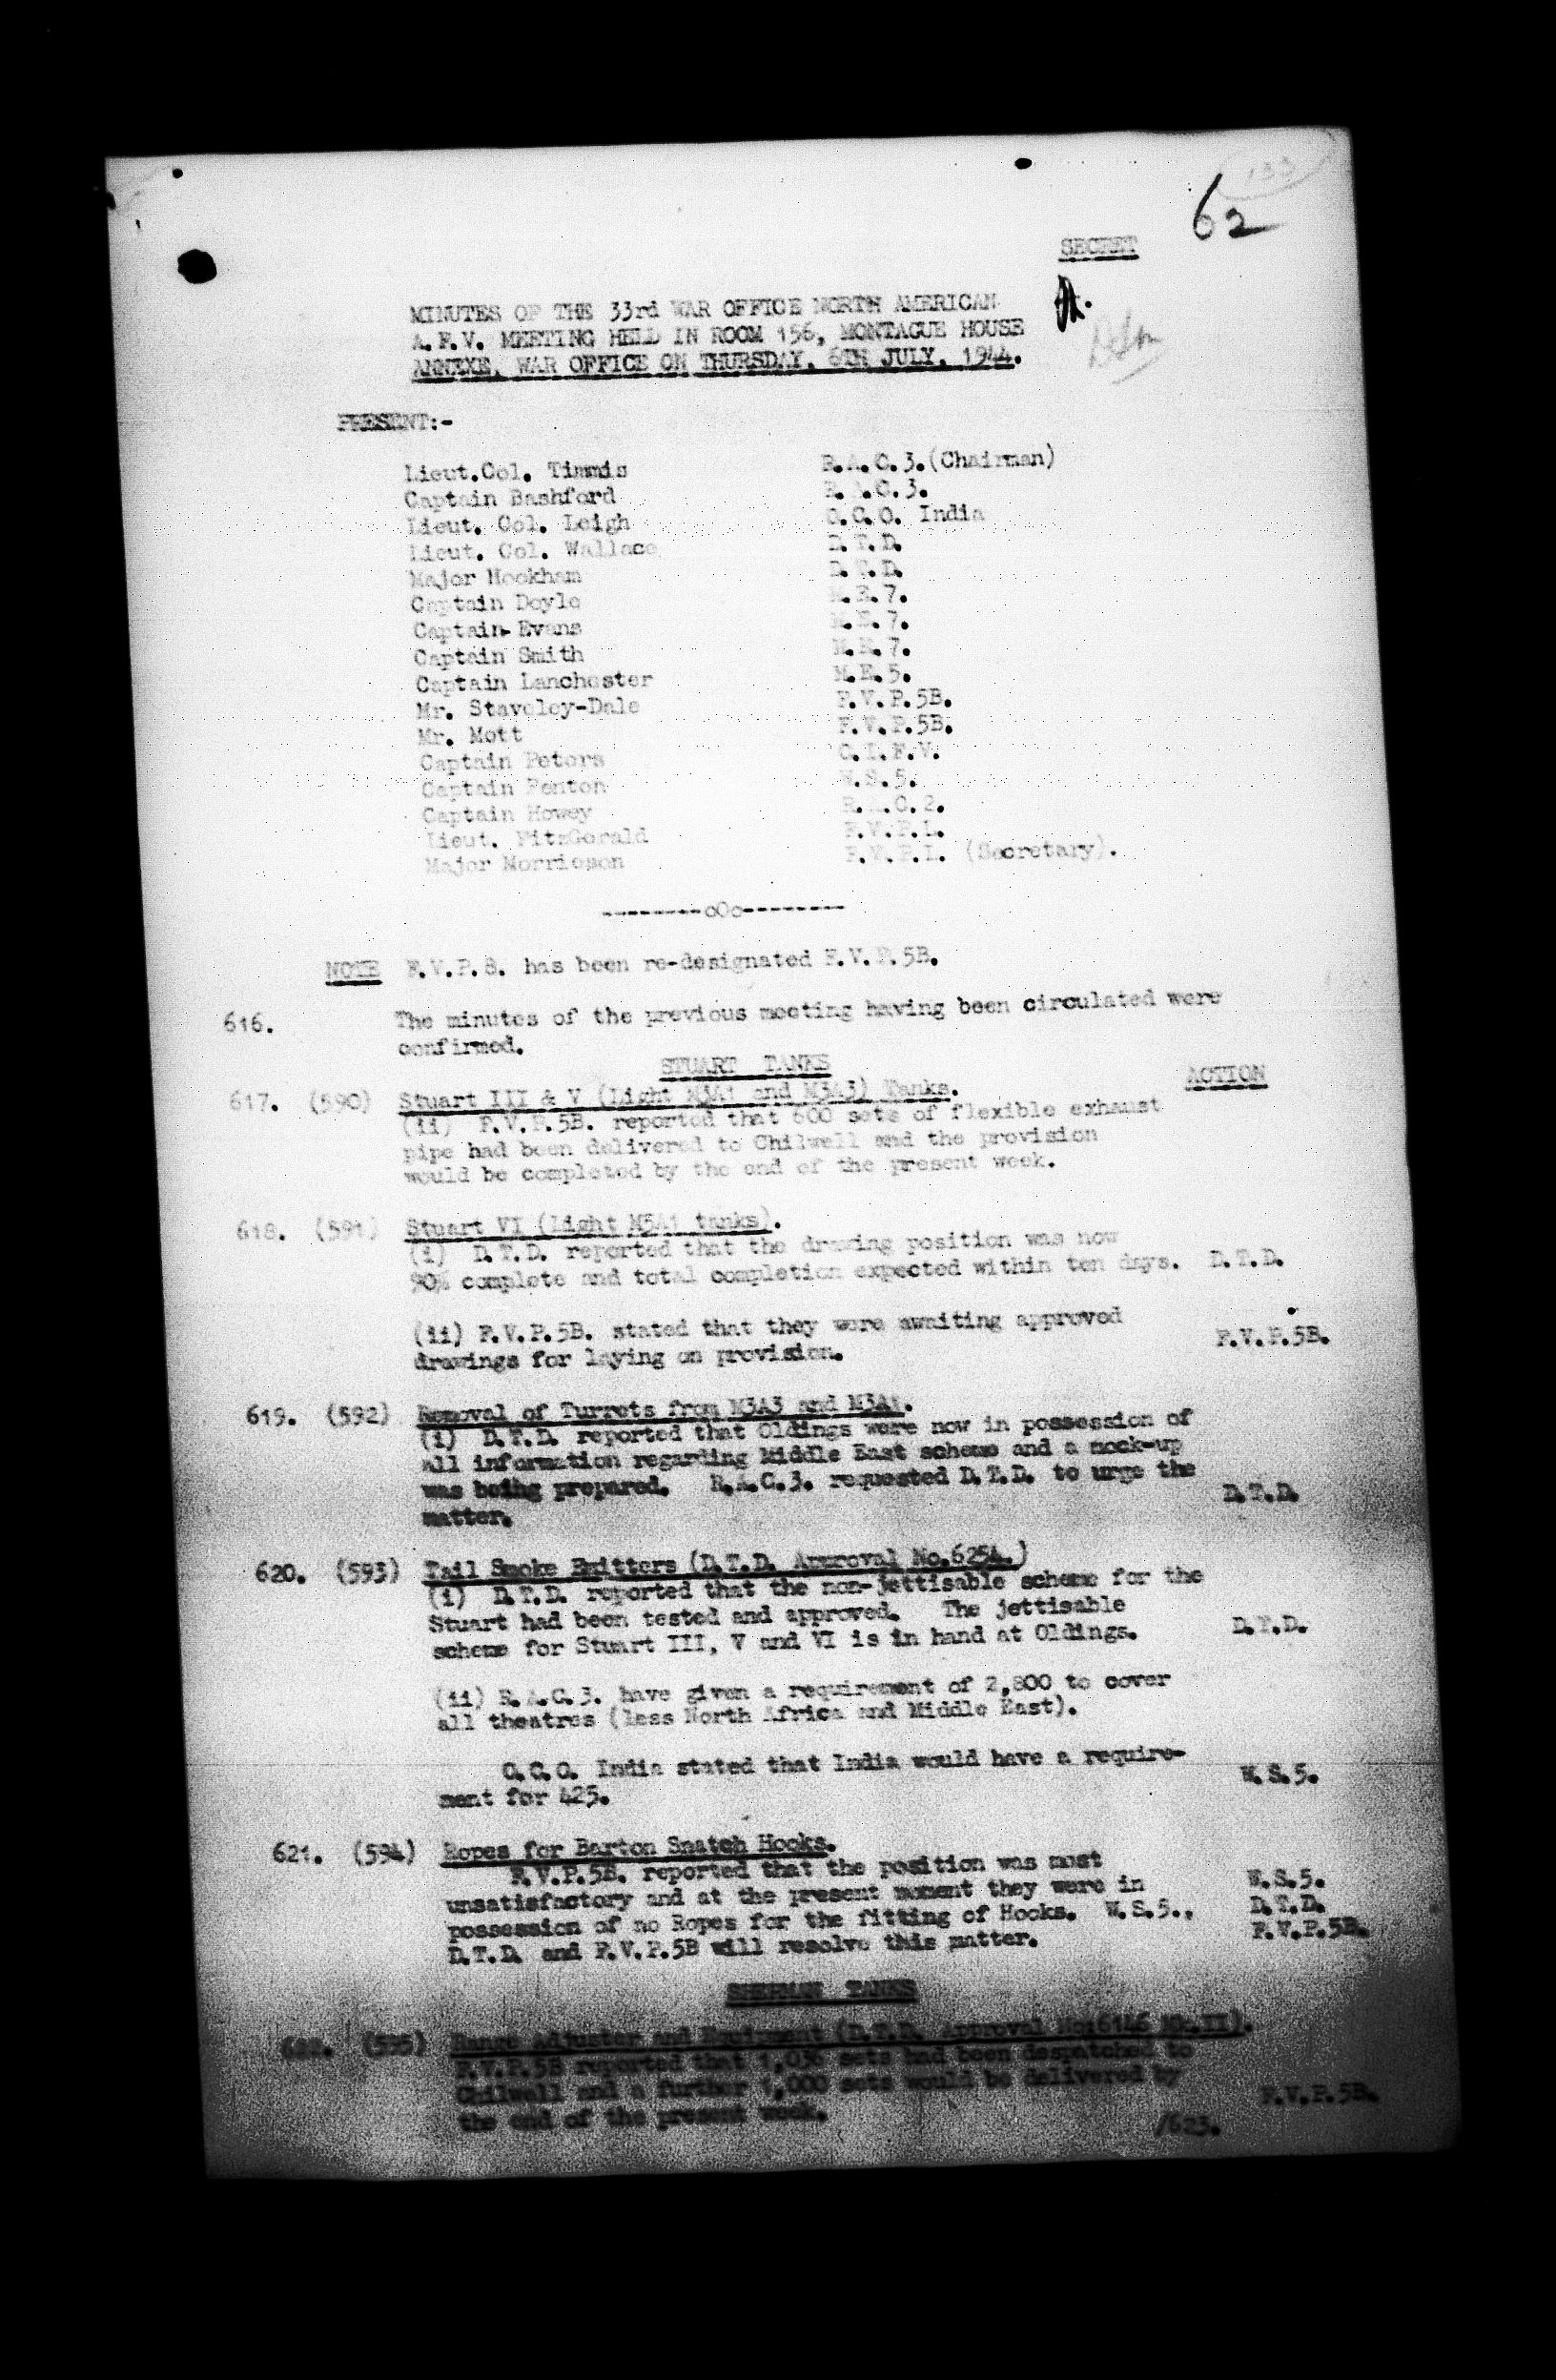 62
SECRET
MINUTES OF THE 33rd WAR OFFICE NORTH AMERICAN
A.F.V. MEETING HELD IN ROOM 156, MONTAGUE HOUSE
ANNEXE, WAR OFFICE ON THURSDAY, 6TH JULY, 1944.
PRESENT:-
Lieut.Col. Timmis R.A.C.3.(Chairman)
Captain Bashford R.A.C.3.
Lieut. Col. Leigh O.C.O. India
Lieut. Col. Wallace D.T.D.
Major Hookham D.T.D.
Captain Doyle M.E.7.
Captain Evans M.E.7.
Captain Smith M.E.7.
Captain Lanchester M.E.5.
Mr. Staveley-Dale F.V.P.5B.
Mr. Mott F.V.P.5B.
Captain Peters C.I.F.V.
Captain Fenton W.S.5.
Captain Howey R.A.C.2.
Lieut. FitzGerald F.V.P.1.
Major Morrieson F.V.P.1. (Secretary).
--------oOo--------
NOTE F.V.P.8. has been re-designated F.V.P.5B.
616. The minutes of the previous meeting having been circulated were
confirmed.
STUART TANKS
ACTION
617. (590) Stuart III & V (Light M3A1 and M3A3) Tanks.
(ii) F.V.P.5B. reported that 600 sets of flexible exhaust
pipe had been delivered to Chilwell and the provision
would be completed by the end of the present week.
618. (591) Stuart VI (Light M5A1 tanks).
(i) D.T.D. reported that the drawing position was now
90% complete and total completion expected within ten days. D.T.D.
(ii) F.V.P.5B. stated that they were awaiting approved
drawings for laying on provision. F.V.P.5B.
619. (592) Removal of Turrets from M3A3 and M3A1.
(i) D.T.D. reported that Oldings were now in possession of
all information regarding Middle East scheme and a mock-up
was being prepared. R.A.C.3. requested D.T.D. to urge the
matter. D.T.D.
620. (593) Tail Smoke Emitters (D.T.D. Approval No.6254.)
(i) D.T.D. reported that the non-jettisable scheme for the
Stuart had been tested and approved. The jettisable
scheme for Stuart III, V and VI is in hand at Oldings. D.T.D.
(ii) R.A.C.3. have given a requirement of 2,800 to cover
all theatres (less North Africa and Middle East).
O.C.O. India stated that India would have a require-
ment for 425. W.S.5.
621. (594) Ropes for Barton Snatch Hooks.
F.V.P.5B. reported that the position was most
unsatisfactory and at the present moment they were in W.S.5.
possession of no Ropes for the fitting of Hooks. W.S.5., D.T.D.
D.T.D. and F.V.P.5B will resolve this matter. F.V.P.5B.
SHERMAN TANKS
622. (595) Range Adjuster and Equipment (D.T.D. Approval No:6146 Mk.II).
F.V.P.5B reported that sets had been despatched to
Chilwell and a further 1,000 sets would be delivered by
the end of the present week. F.V.P.5B.
/623.